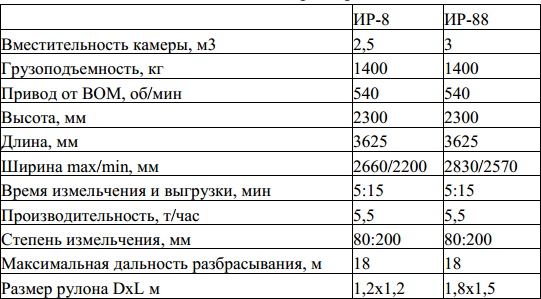 ИР-8 ИР-88
Вместительность камеры, м3 2,5 3
Грузоподъемность, кг 1400 1400
Привод от ВОМ, об/мин 540 540
Высота, мм 2300 2300
Длина, мм 3625 3625
Ширина max/min, мм 2660/2200 2830/2570
Время измельчения и выгрузки, мин 5:15 5:15
Производительность, т/час 5,5 5,5
Степень измельчения, мм 80:200 80:200
Максимальная дальность разбрасывания, м 18 18
Размер рулона DxL м 1,2x1,2 1,8x1,5